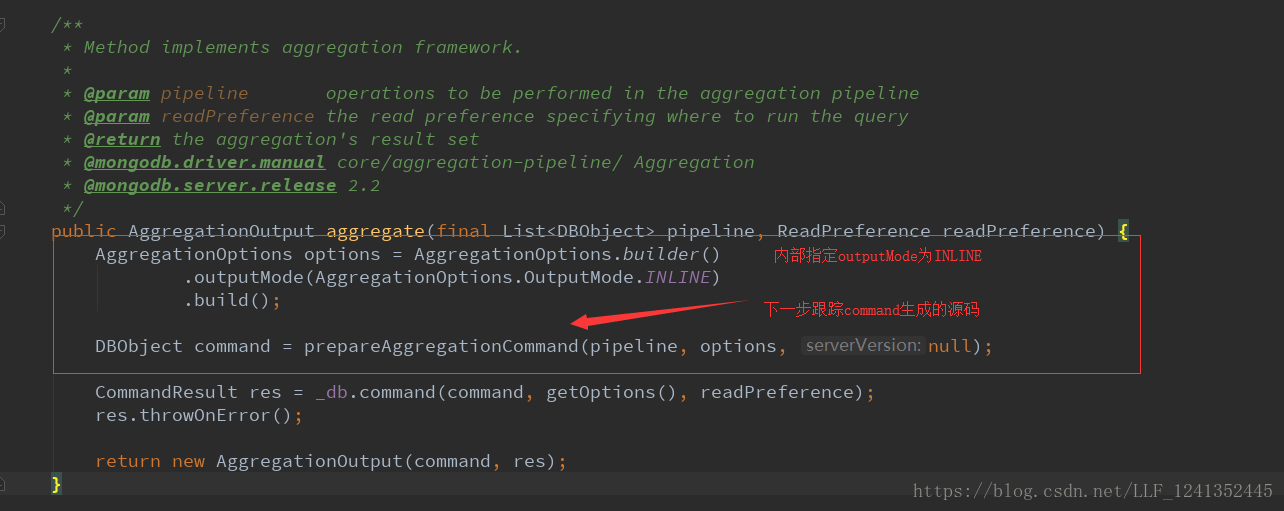 /**
* Method implements aggregation framework.
*
* @param pipeline       operations to be performed in the aggregation pipeline
* @param readPreference the read preference specifying where to run the query
* @return the aggregation's result set
* @mongodb.driver.manual core/aggregation-pipeline/ Aggregation
* @mongodb.server.release 2.2
*/
public AggregationOutput aggregate(final List<DBObject> pipeline, ReadPreference readPreference) {
AggregationOptions options = AggregationOptions.builder() 内部指定outputMode为INLINE
.outputMode(AggregationOptions.OutputMode.INLINE)
.build();
下一步跟踪command生成的源码
DBObject command = prepareAggregationCommand(pipeline, options, serverVersion: null);
CommandResult res = _db.command(command, getOptions(), readPreference);
res.throwOnError();
return new AggregationOutput(command, res);
}
https://blog.csdn.net/LLF_1241352445